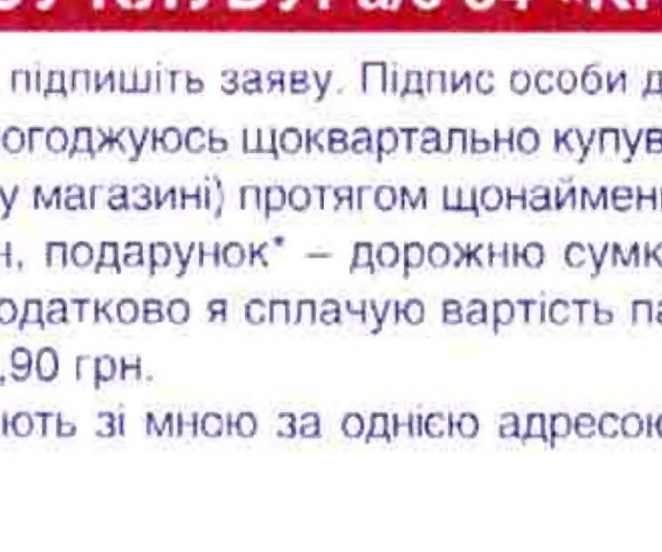 підпишіть заяву. Підпис особи д
огоджуюсь щоквартально купув
у магазині) протягом щонаймен
н, подарунок* – дорожню сумк
одатково я сплачую вартість па
,90 грн.
ють зі мною за однією адресою